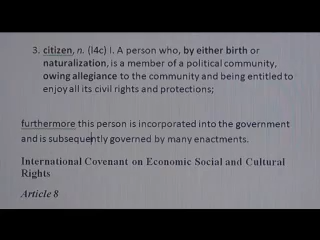 3. citizen, n. (14c) I. A person who, by either birth or
naturalization, is a member of a political community,
owing allegiance to the community and being entitled to
enjoy all its civil rights and protections;
furthermore this person is incorporated into the government
and is subsequently governed by many enactments.
International Covenant on Economic Social and Cultural
Rights
Article 8